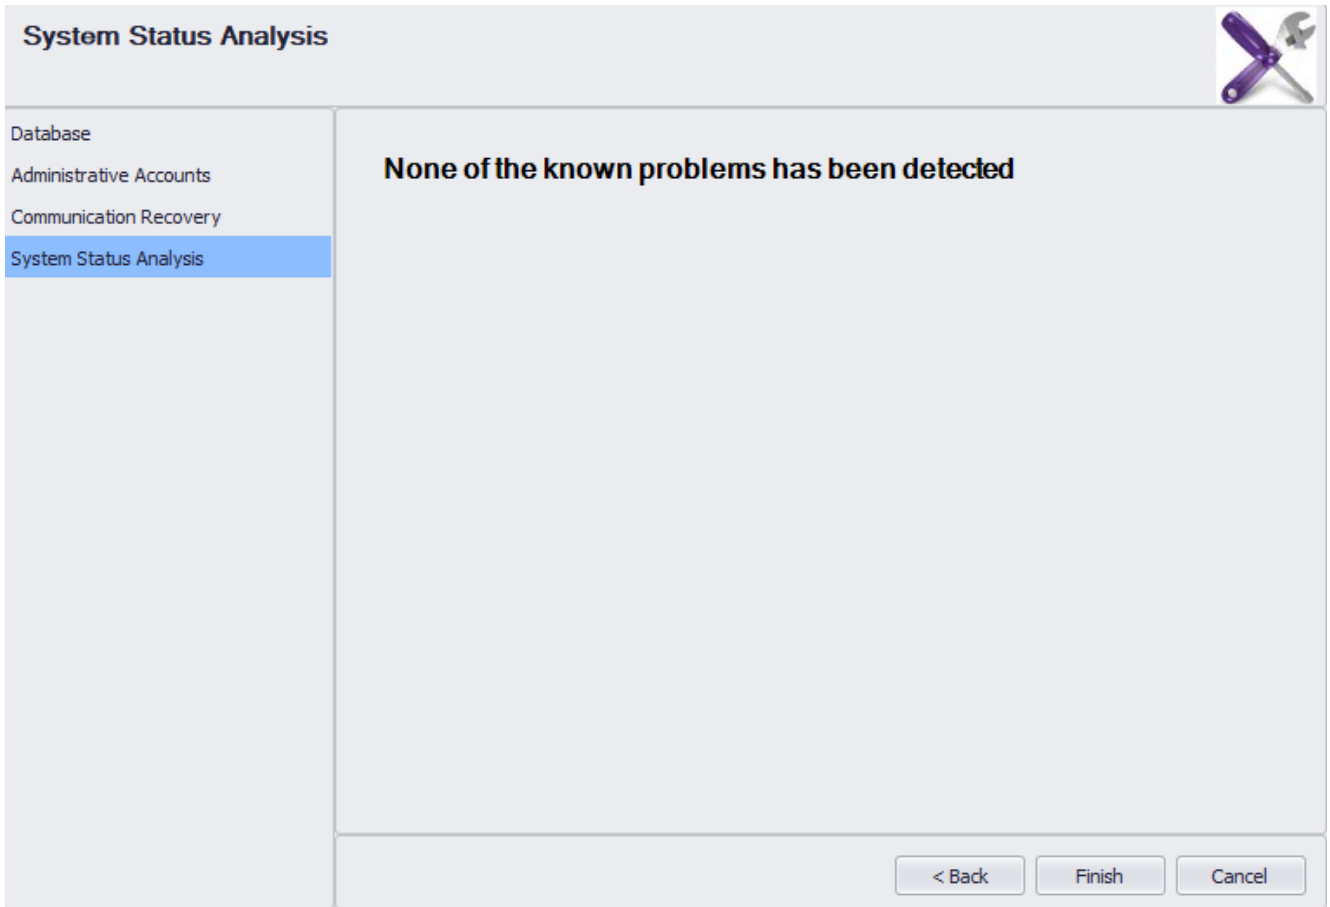 System Status Analysis
Database
Administrative Accounts
Communication Recovery
System Status Analysis
None of the known problems has been detected
< Back
Finish
Cancel